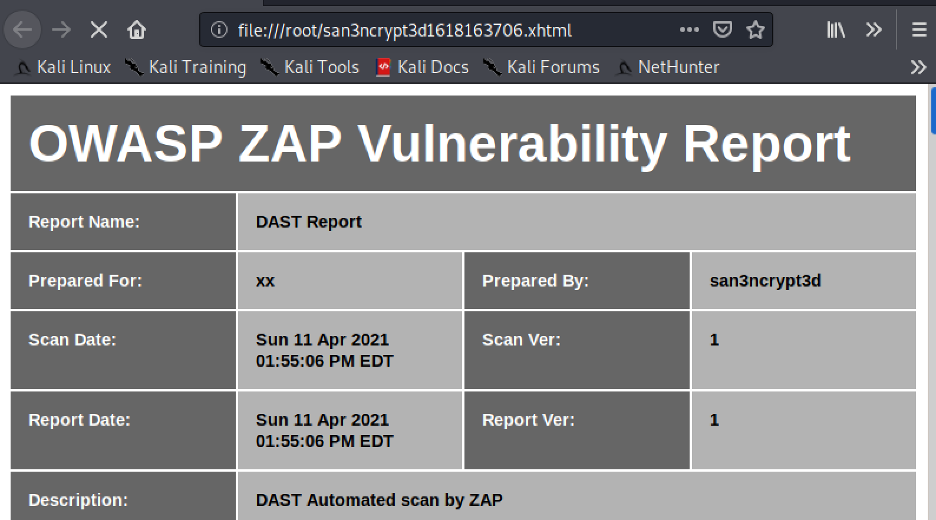 file:///root/san3ncrypt3d1618163706.xhtml
Kali Linux Kali Training Kali Tools Kali Docs Kali Forums NetHunter
OWASP ZAP Vulnerability Report
Report Name: DAST Report
Prepared For: xx Prepared By: san3ncrypt3d
Scan Date: Sun 11 Apr 2021 Scan Ver: 1
01:55:06 PM EDT
Report Date: Sun 11 Apr 2021 Report Ver: 1
01:55:06 PM EDT
Description: DAST Automated scan by ZAP